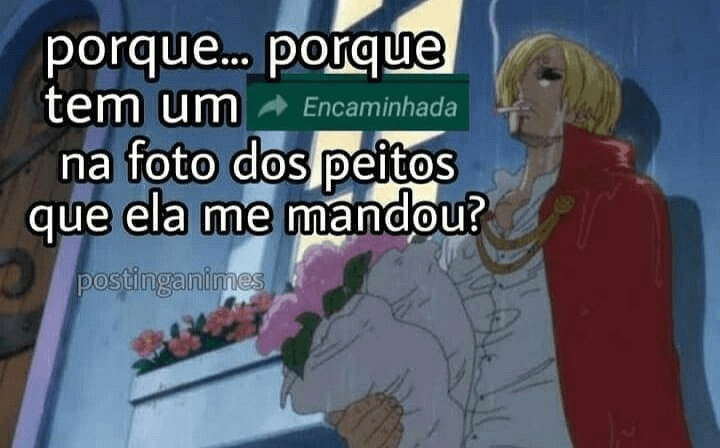 porque... porque
tem um Encaminhada
na foto dos peitos
que ela me mandou?
postinganimes